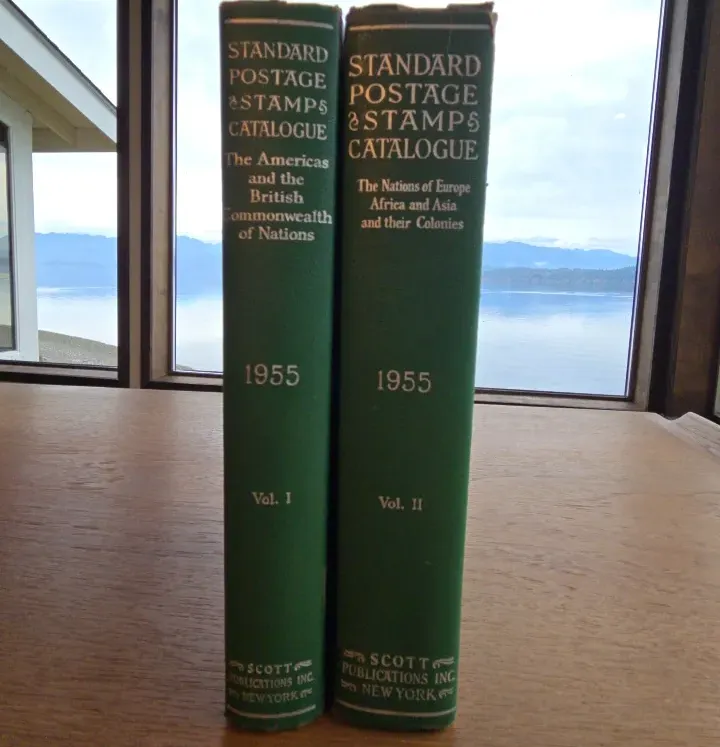 STANDARD
POSTAGE
STAMP
CATALOGUE
The Americas
and the
British
Commonwealth
of Nations
1955
Vol. I
SCOTT
PUBLICATIONS INC.
NEW YORK
STANDARD
POSTAGE
STAMP
CATALOGUE
The Nations of Europe
Africa and Asia
and their Colonies
1955
Vol. II
SCOTT
PUBLICATIONS INC.
NEW YORK